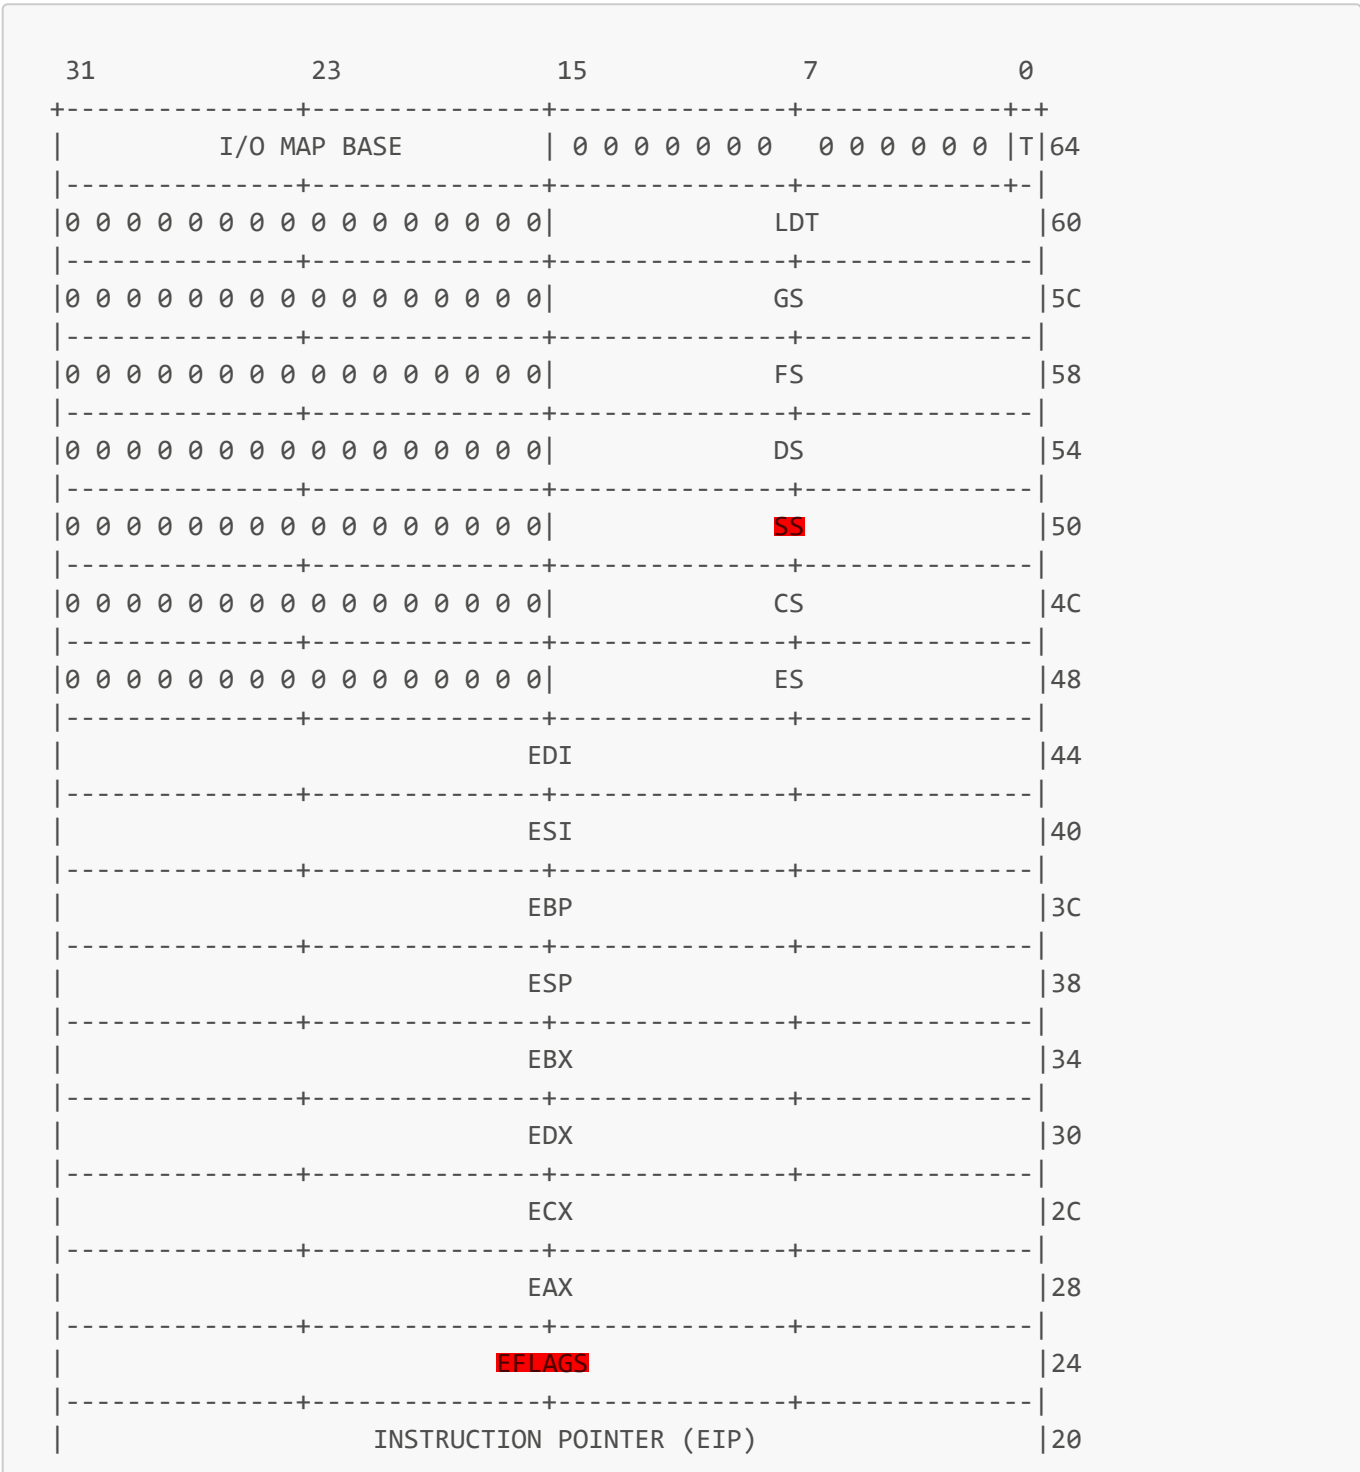 31              23              15              7             0
+---------------+---------------+---------------+-------------+-+
|          I/O MAP BASE         | 0 0 0 0 0 0 0   0 0 0 0 0 0 |T|64
|---------------+---------------+---------------+-------------+-|
|0 0 0 0 0 0 0 0 0 0 0 0 0 0 0 0|              LDT              |60
|---------------+---------------+---------------+---------------|
|0 0 0 0 0 0 0 0 0 0 0 0 0 0 0 0|              GS               |5C
|---------------+---------------+---------------+---------------|
|0 0 0 0 0 0 0 0 0 0 0 0 0 0 0 0|              FS               |58
|---------------+---------------+---------------+---------------|
|0 0 0 0 0 0 0 0 0 0 0 0 0 0 0 0|              DS               |54
|---------------+---------------+---------------+---------------|
|0 0 0 0 0 0 0 0 0 0 0 0 0 0 0 0|              SS               |50
|---------------+---------------+---------------+---------------|
|0 0 0 0 0 0 0 0 0 0 0 0 0 0 0 0|              CS               |4C
|---------------+---------------+---------------+---------------|
|0 0 0 0 0 0 0 0 0 0 0 0 0 0 0 0|              ES               |48
|---------------+---------------+---------------+---------------|
|                              EDI                              |44
|---------------+---------------+---------------+---------------|
|                              ESI                              |40
|---------------+---------------+---------------+---------------|
|                              EBP                              |3C
|---------------+---------------+---------------+---------------|
|                              ESP                              |38
|---------------+---------------+---------------+---------------|
|                              EBX                              |34
|---------------+---------------+---------------+---------------|
|                              EDX                              |30
|---------------+---------------+---------------+---------------|
|                              ECX                              |2C
|---------------+---------------+---------------+---------------|
|                              EAX                              |28
|---------------+---------------+---------------+---------------|
|                            EFLAGS                             |24
|---------------+---------------+---------------+---------------|
|                    INSTRUCTION POINTER (EIP)                  |20